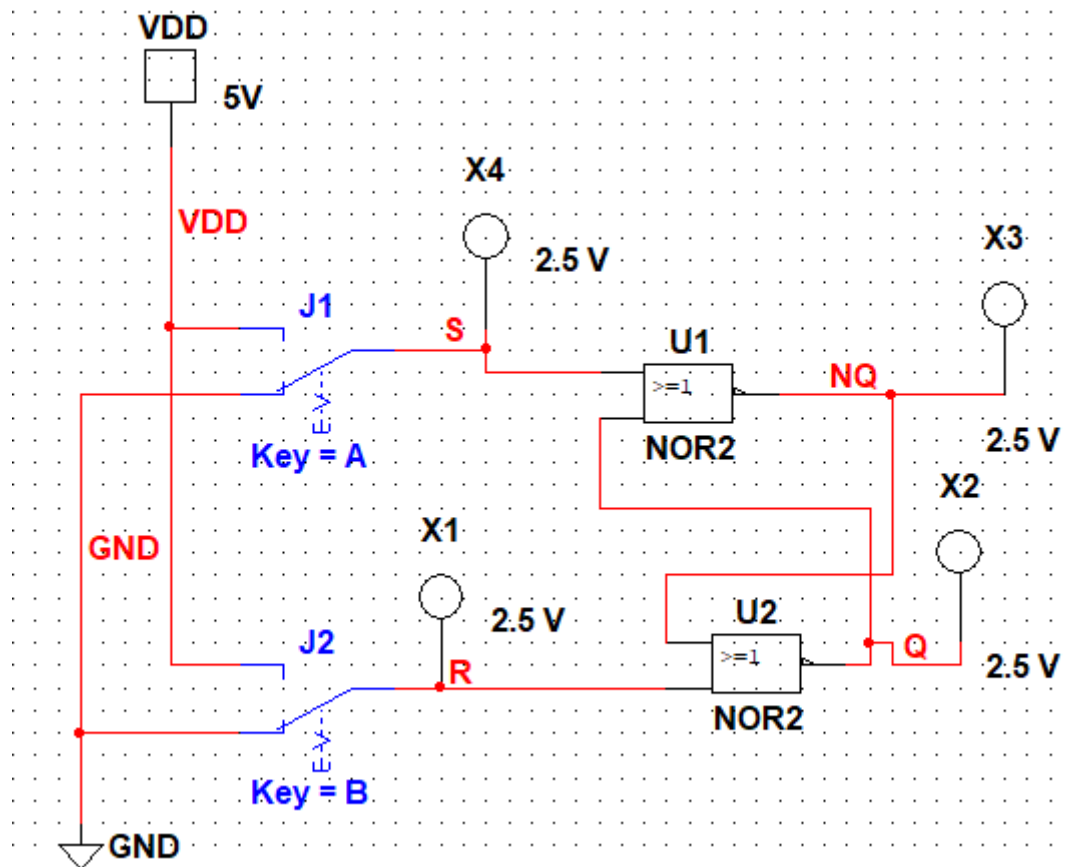 VDD
5V
VDD
X4
2.5 V
X3
J1
S
U1
>=1
NQ
Key = A
NOR2
2.5 V
X2
GND
X1
2.5 V
U2
J2
>=1
Q
R
2.5 V
NOR2
Key = B
GND